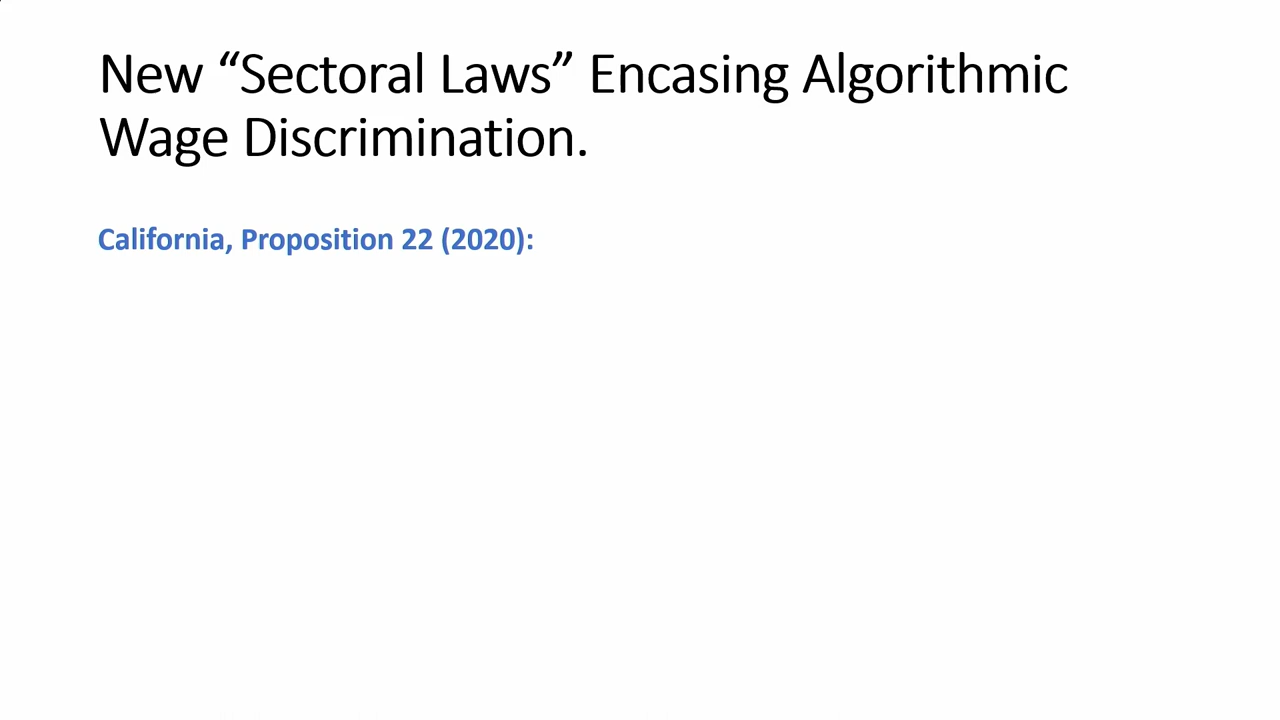 New “Sectoral Laws” Encasing Algorithmic
Wage Discrimination.
California, Proposition 22 (2020):